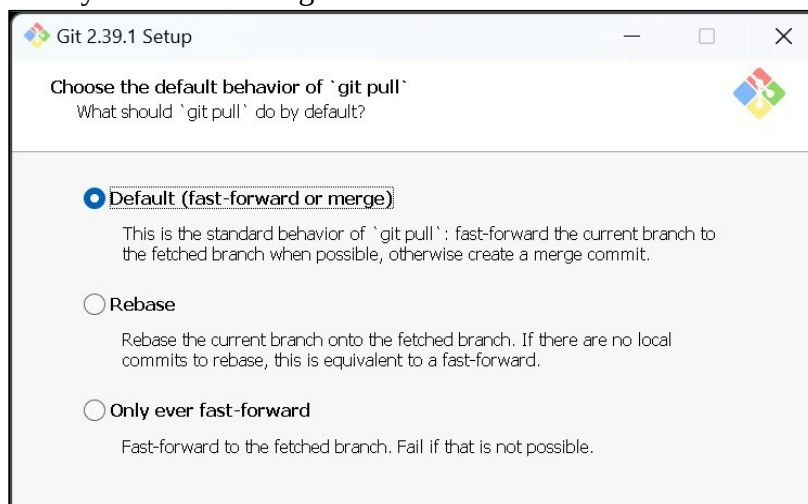 Git 2.39.1 Setup
Choose the default behavior of `git pull`
What should `git pull` do by default?
Default (fast-forward or merge)
This is the standard behavior of `git pull`: fast-forward the current branch to
the fetched branch when possible, otherwise create a merge commit.
Rebase
Rebase the current branch onto the fetched branch. If there are no local
commits to rebase, this is equivalent to a fast-forward.
Only ever fast-forward
Fast-forward to the fetched branch. Fail if that is not possible.